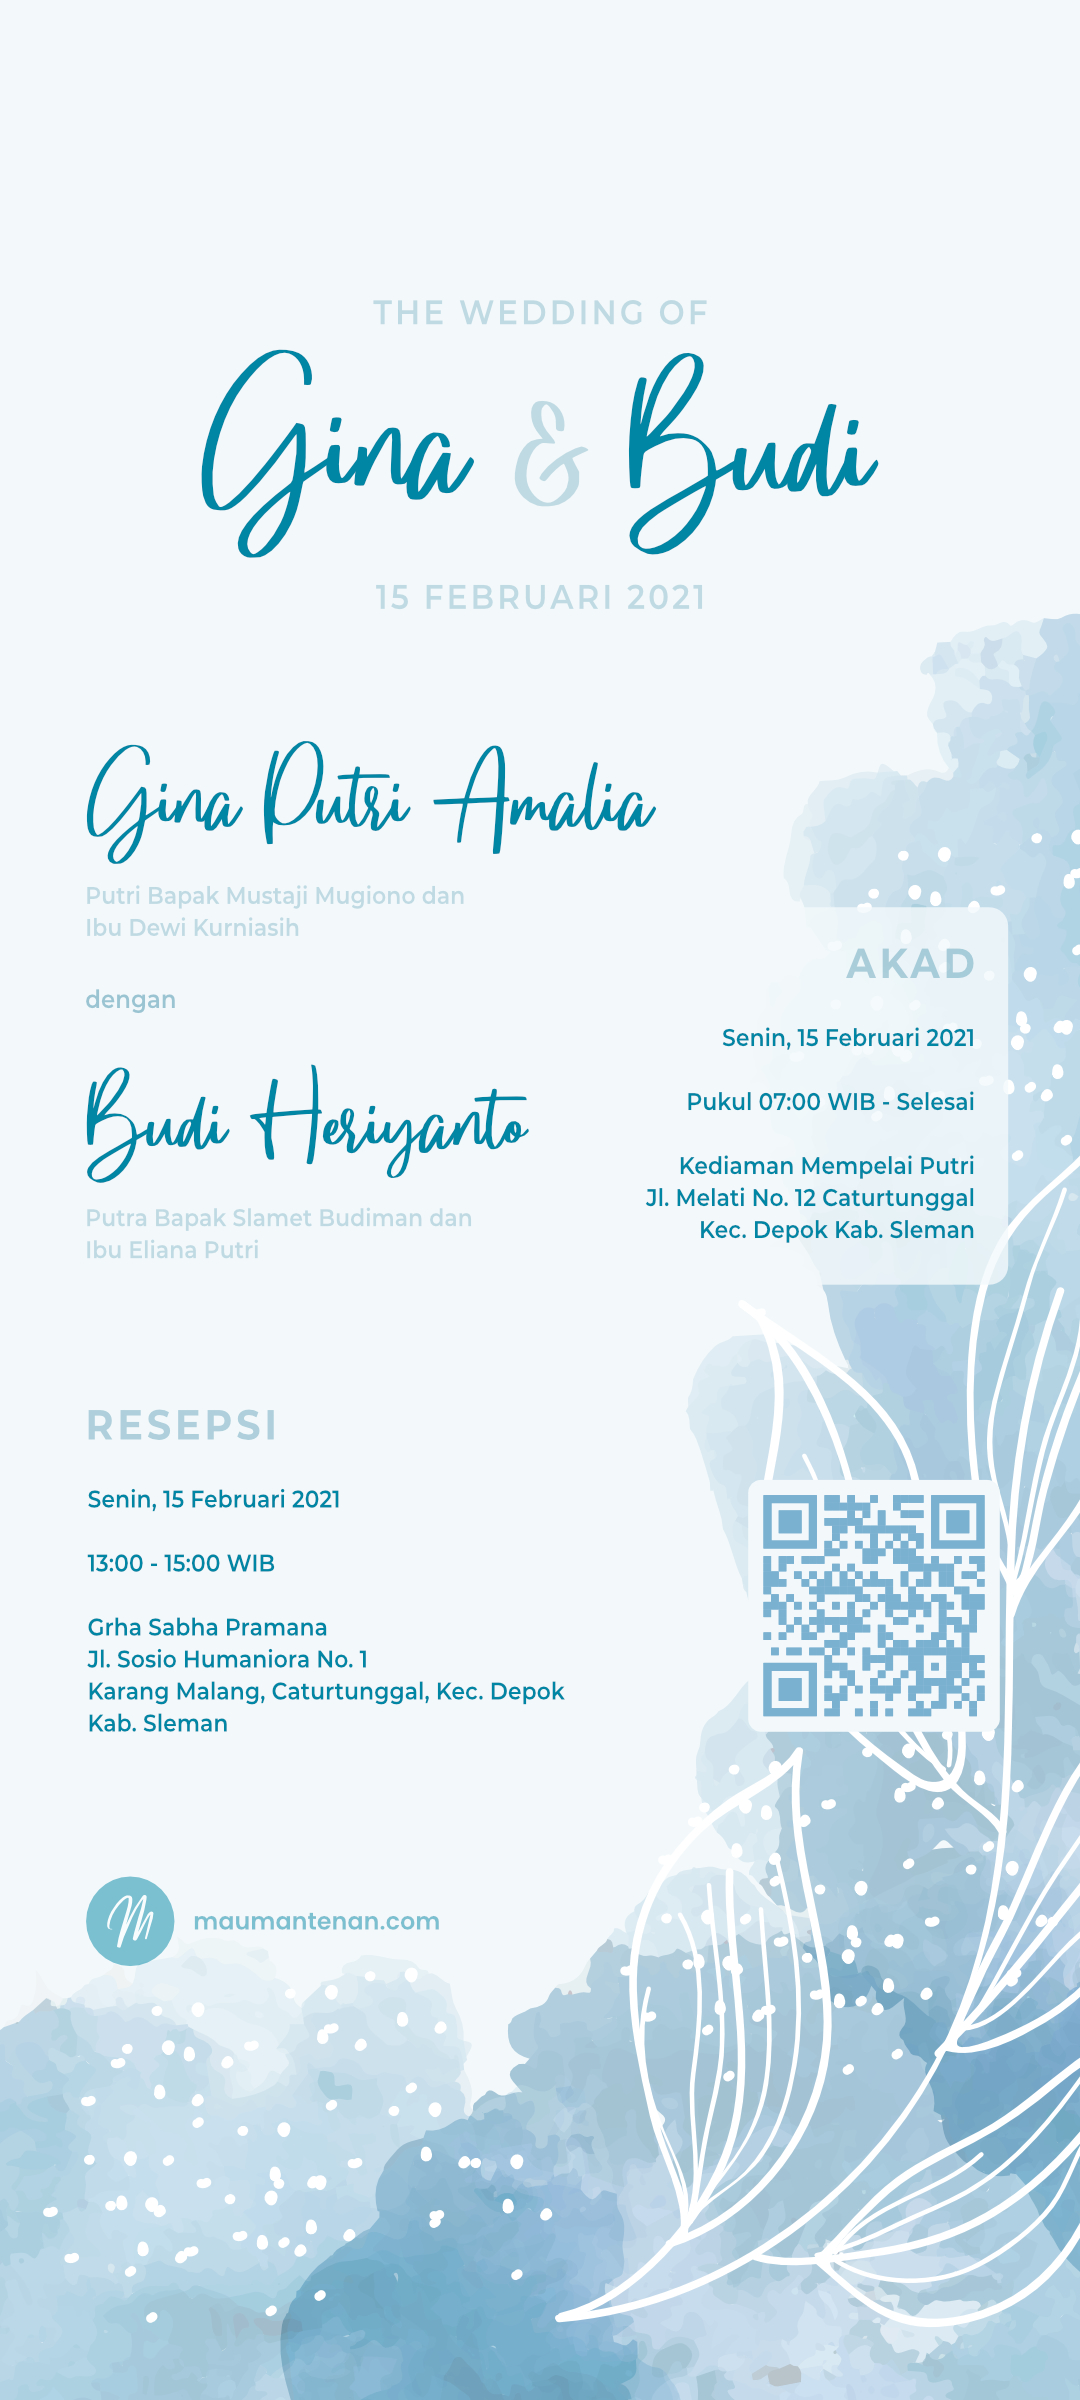 THE WEDDING OF
Gina & Budi
15 FEBRUARI 2021
Gina Putri Amalia
Putri Bapak Mustaji Mugiono dan
Ibu Dewi Kurniasih
dengan
Budi Heriyanto
Putra Bapak Slamet Budiman dan
Ibu Eliana Putri
AKAD
Senin, 15 Februari 2021
Pukul 07:00 WIB - Selesai
Kediaman Mempelai Putri
Jl. Melati No. 12 Caturtunggal
Kec. Depok Kab. Sleman
RESEPSI
Senin, 15 Februari 2021
13:00 - 15:00 WIB
Grha Sabha Pramana
Jl. Sosio Humaniora No. 1
Karang Malang, Caturtunggal, Kec. Depok
Kab. Sleman
M maumantenan.com